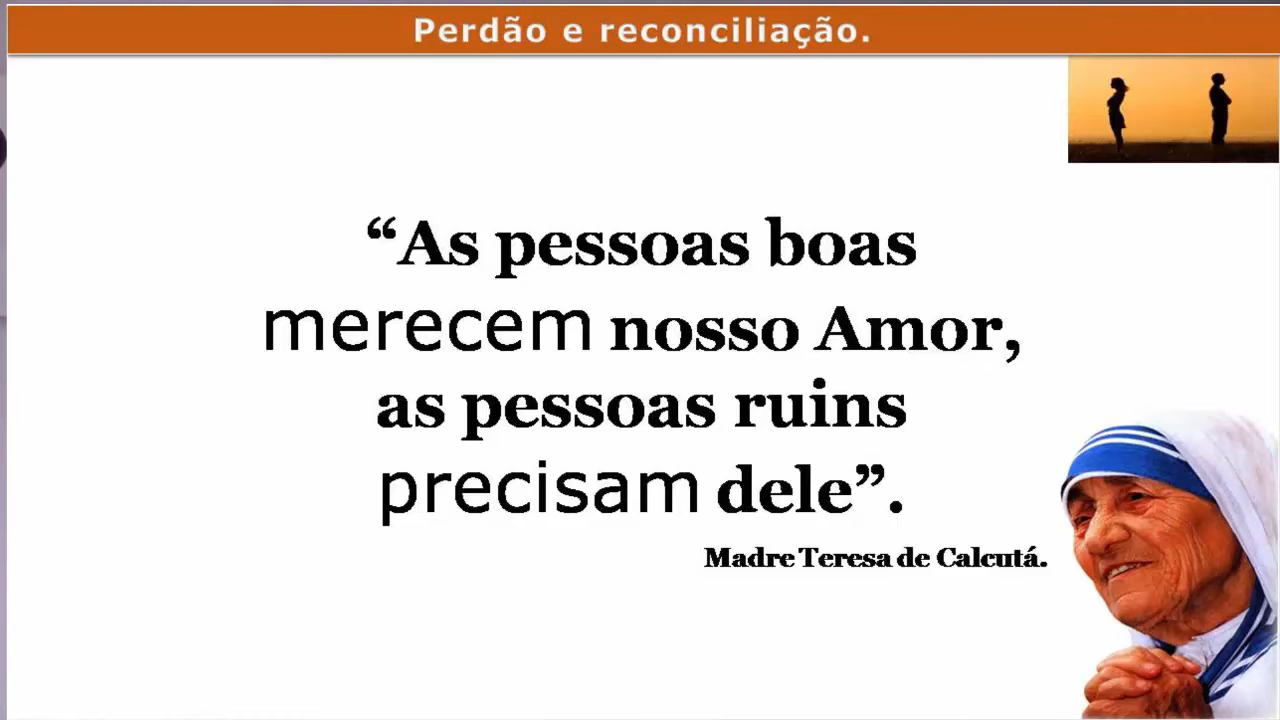 Perdão e reconciliação.
“As pessoas boas
merecem nosso Amor,
as pessoas ruins
precisam dele”.
Madre Teresa de Calcutá.